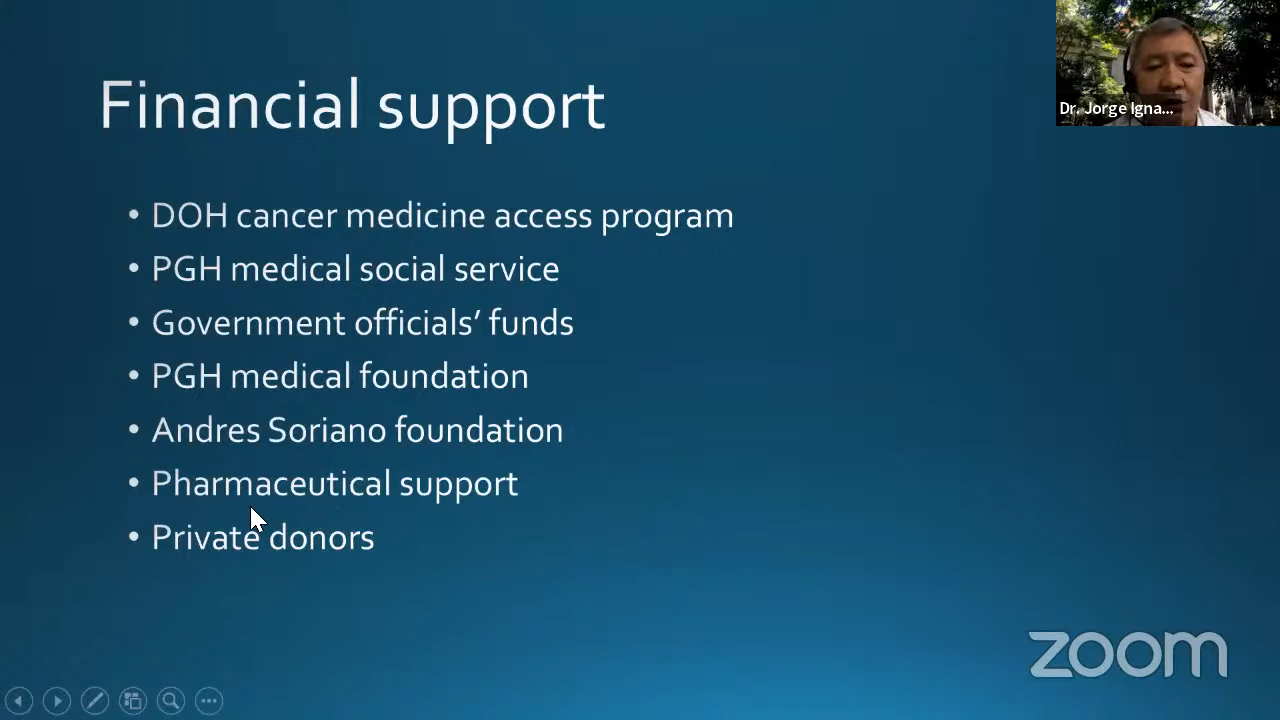 Financial support
Dr. Jorge Igna...
• DOH cancer medicine access program
• PGH medical social service
• Government officials’ funds
• PGH medical foundation
• Andres Soriano foundation
• Pharmaceutical support
• Private donors
zoom